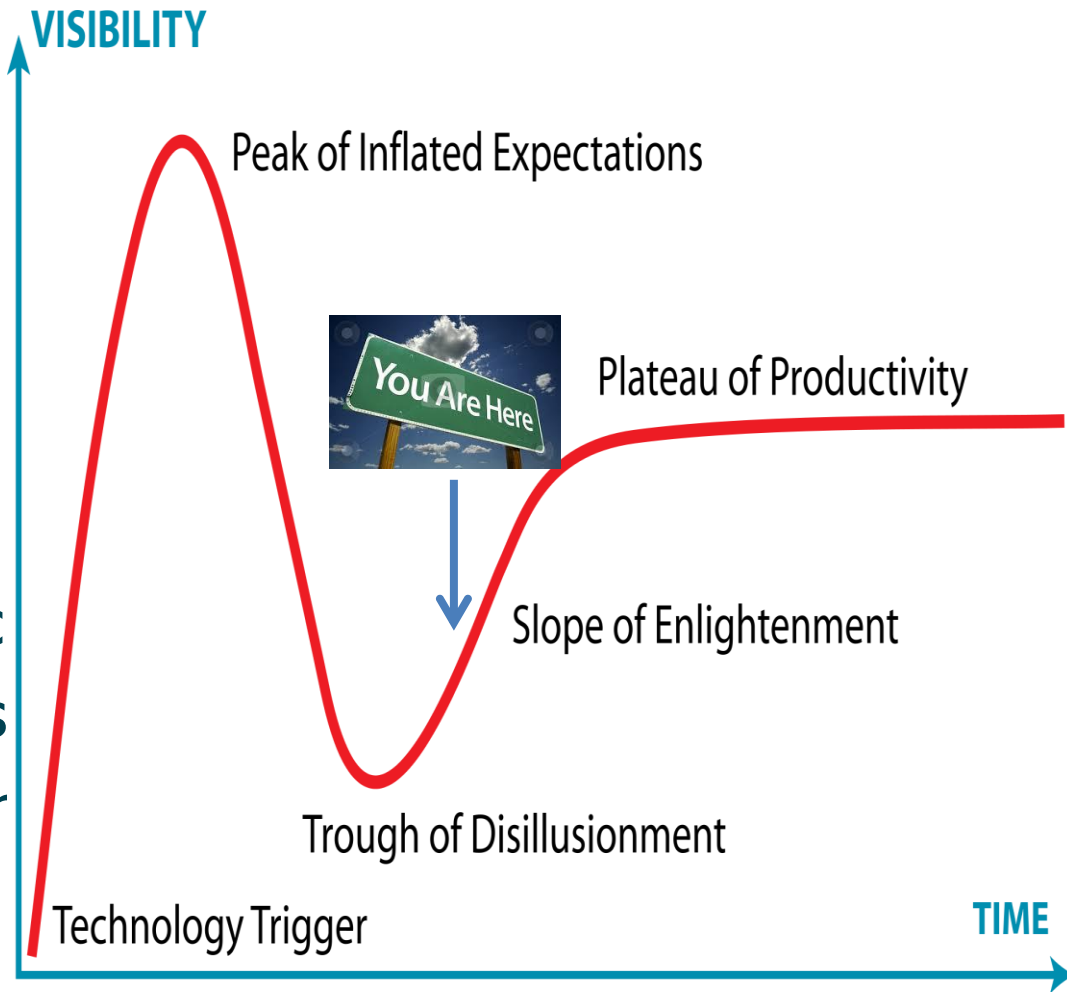 VISIBILITY
Peak of Inflated Expectations
You Are Here
Plateau of Productivity
Slope of Enlightenment
Trough of Disillusionment
Technology Trigger
TIME